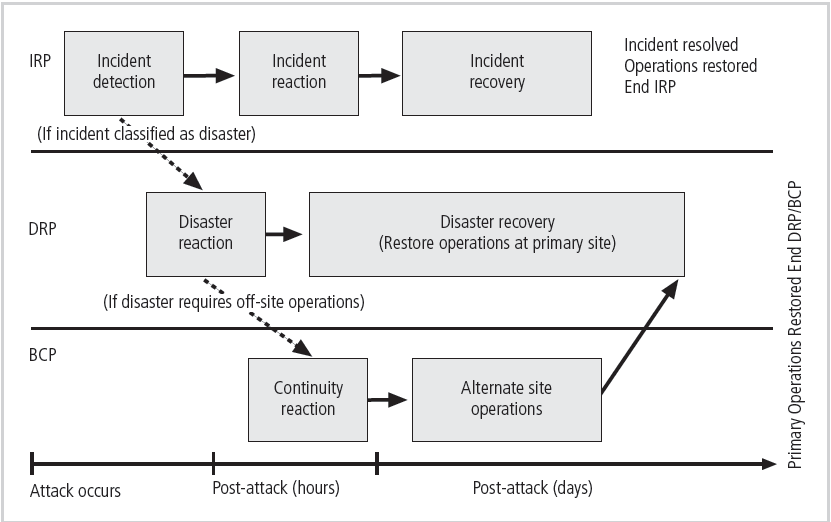 IRP
Incident
detection
Incident
reaction
Incident
recovery
Incident resolved
Operations restored
End IRP
(If incident classified as disaster)
DRP
Disaster
reaction
Disaster recovery
(Restore operations at primary site)
(If disaster requires off-site operations)
BCP
Continuity
reaction
Alternate site
operations
Primary Operations Restored End DRP/BCP
Attack occurs
Post-attack (hours)
Post-attack (days)